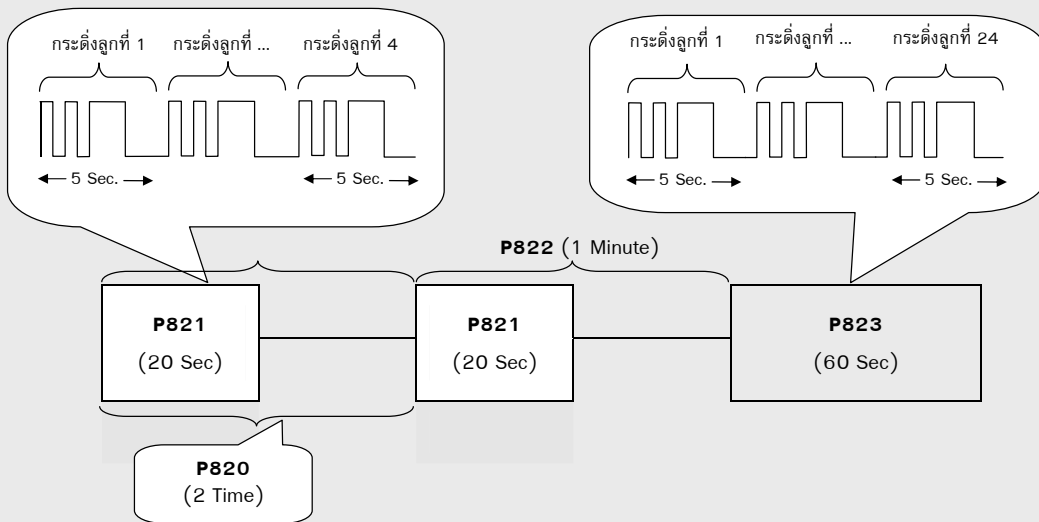 กระดิ่งลูกที่ 1 กระดิ่งลูกที่ ... กระดิ่งลูกที่ 4
5 Sec. 5 Sec.
กระดิ่งลูกที่ 1 กระดิ่งลูกที่ ... กระดิ่งลูกที่ 24
5 Sec. 5 Sec.
P822 (1 Minute)
P821
(20 Sec)
P821
(20 Sec)
P823
(60 Sec)
P820
(2 Time)